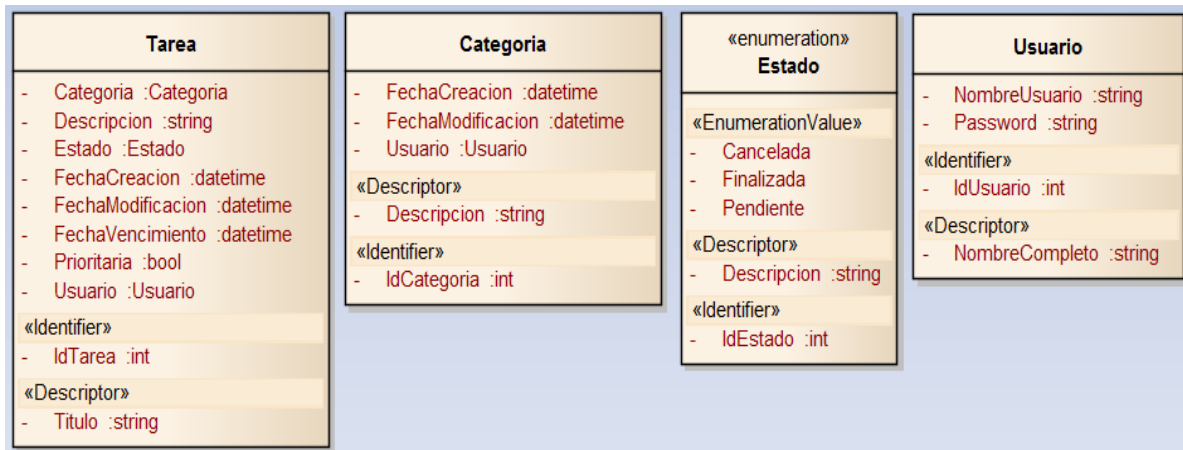 Tarea
- Categoria :Categoria
- Descripcion :string
- Estado :Estado
- FechaCreacion :datetime
- FechaModificacion :datetime
- FechaVencimiento :datetime
- Prioritaria :bool
- Usuario :Usuario
«Identifier»
- IdTarea :int
«Descriptor»
- Titulo :string
Categoria
- FechaCreacion :datetime
- FechaModificacion :datetime
- Usuario :Usuario
«Descriptor»
- Descripcion :string
«Identifier»
- IdCategoria :int
«enumeration»
Estado
«EnumerationValue»
- Cancelada
- Finalizada
- Pendiente
«Descriptor»
- Descripcion :string
«Identifier»
- IdEstado :int
Usuario
- NombreUsuario :string
- Password :string
«Identifier»
- IdUsuario :int
«Descriptor»
- NombreCompleto :string